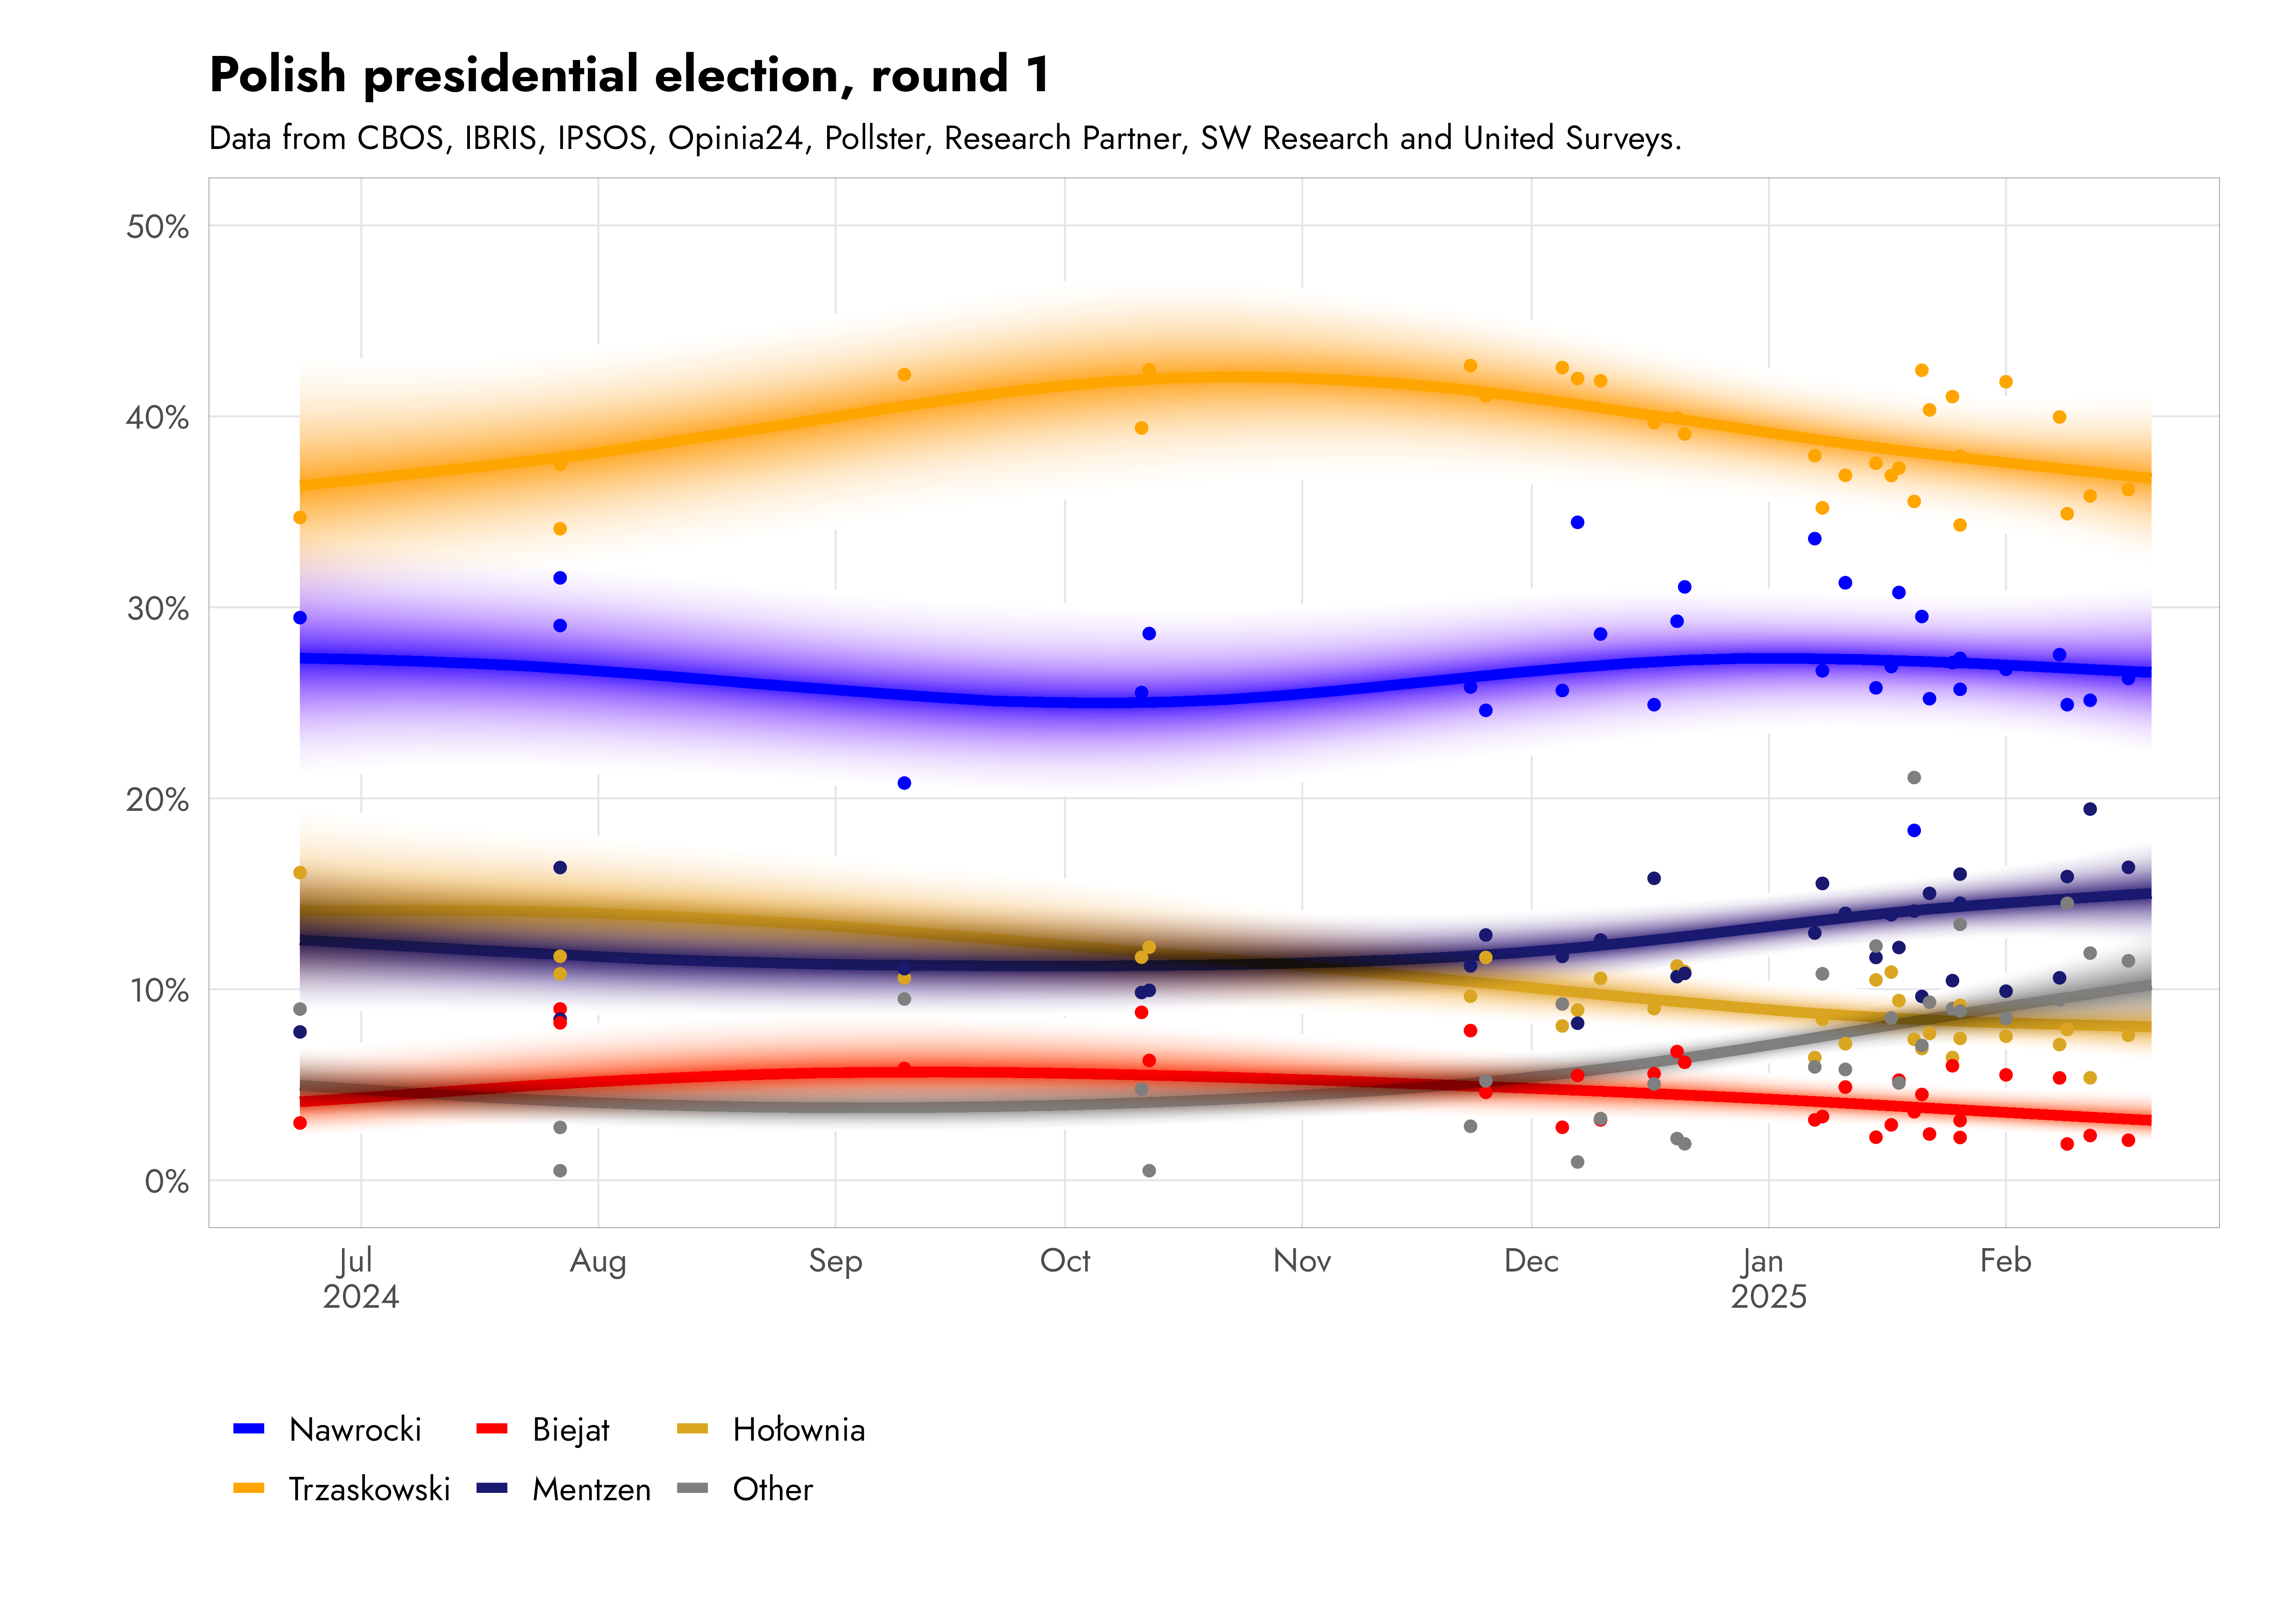 Polish presidential election, round 1
Data from CBOS, IBRIS, IPSOS, Opinia24, Pollster, Research Partner, SW Research and United Surveys.
50%
40%
30%
20%
10%
0%
Jul Aug Sep Oct Nov Dec Jan Feb
2024 2025
Nawrocki Biejat Hołownia
Trzaskowski Mentzen Other